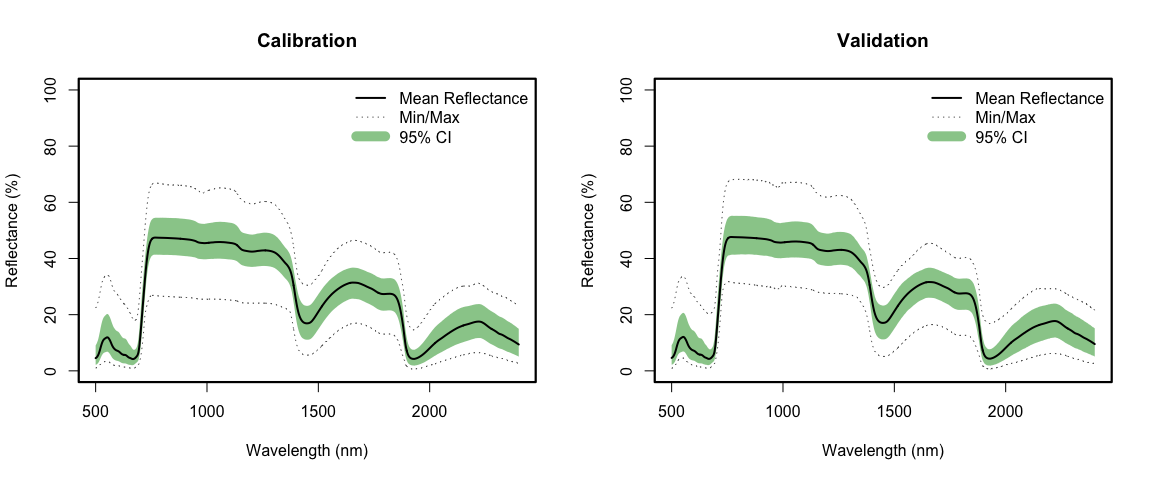 Calibration
Reflectance (%)
100
80
60
40
20
0
Mean Reflectance
Min/Max
95% CI
500 1000 1500 2000
Wavelength (nm)
Validation
Reflectance (%)
100
80
60
40
20
0
Mean Reflectance
Min/Max
95% CI
500 1000 1500 2000
Wavelength (nm)